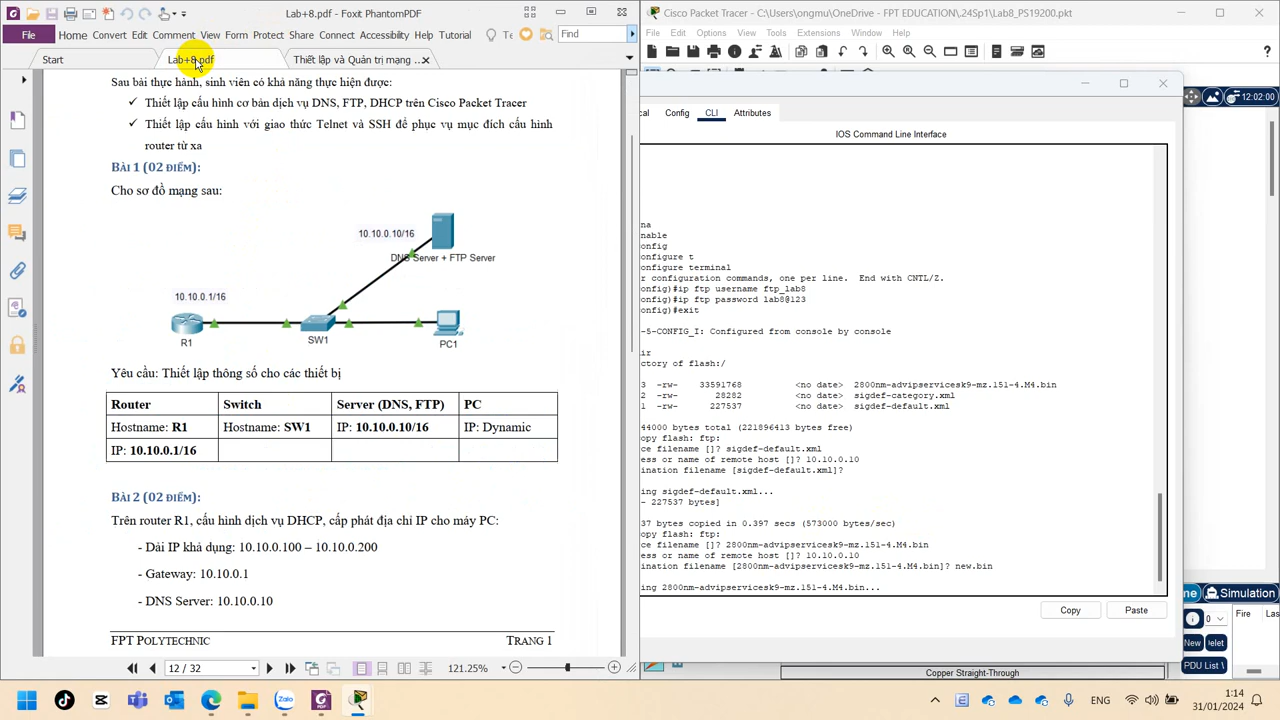 Lab+8.pdf - Foxit PhantomPDF
File Home Convert Edit Comment View Form Protect Share Connect Accessibility Help Tutorial Find
Start Lab+8.pdf Thiết lập và Quản trị mạng ...
Sau bài thực hành, sinh viên có khả năng thực hiện được:
✓ Thiết lập cấu hình cơ bản dịch vụ DNS, FTP, DHCP trên Cisco Packet Tracer
✓ Thiết lập cấu hình với giao thức Telnet và SSH để phục vụ mục đích cấu hình
router từ xa
BÀI 1 (02 ĐIỂM):
Cho sơ đồ mạng sau:
10.10.0.10/16
DNS Server + FTP Server
10.10.0.1/16
R1 SW1 PC1
Yêu cầu: Thiết lập thông số cho các thiết bị
Router Switch Server (DNS, FTP) PC
Hostname: R1 Hostname: SW1 IP: 10.10.0.10/16 IP: Dynamic
IP: 10.10.0.1/16
BÀI 2 (02 ĐIỂM):
Trên router R1, cấu hình dịch vụ DHCP, cấp phát địa chỉ IP cho máy PC:
- Dải IP khả dụng: 10.10.0.100 – 10.10.0.200
- Gateway: 10.10.0.1
- DNS Server: 10.10.0.10
FPT POLYTECHNIC TRANG 1
12 / 32 121.25%
Cisco Packet Tracer - C:\Users\ongmu\OneDrive - FPT EDUCATION\24Sp1\Lab8_PS19200.pkt
File Edit Options View Tools Extensions Window Help
12:02:00
cal Config CLI Attributes
IOS Command Line Interface
na
nable
onfig
onfigure t
onfigure terminal
r configuration commands, one per line. End with CNTL/Z.
onfig)#ip ftp username ftp_lab8
onfig)#ip ftp password lab8@123
onfig)#exit
-5-CONFIG_I: Configured from console by console
ir
ctory of flash:/
3 -rw- 33591768 <no date> 2800nm-advipservicesk9-mz.151-4.M4.bin
2 -rw- 28282 <no date> sigdef-category.xml
1 -rw- 227537 <no date> sigdef-default.xml
44000 bytes total (221896413 bytes free)
opy flash: ftp:
ce filename []? sigdef-default.xml
ess or name of remote host []? 10.10.0.10
ination filename [sigdef-default.xml]?
ing sigdef-default.xml...
- 227537 bytes]
37 bytes copied in 0.397 secs (573000 bytes/sec)
opy flash: ftp:
ce filename []? 2800nm-advipservicesk9-mz.151-4.M4.bin
ess or name of remote host []? 10.10.0.10
ination filename [2800nm-advipservicesk9-mz.151-4.M4.bin]? new.bin
ing 2800nm-advipservicesk9-mz.151-4.M4.bin...
Copy Paste
me Simulation
0 Fire La
New elet
PDU List \
Copper Straight-Through
ENG 1:14
31/01/2024